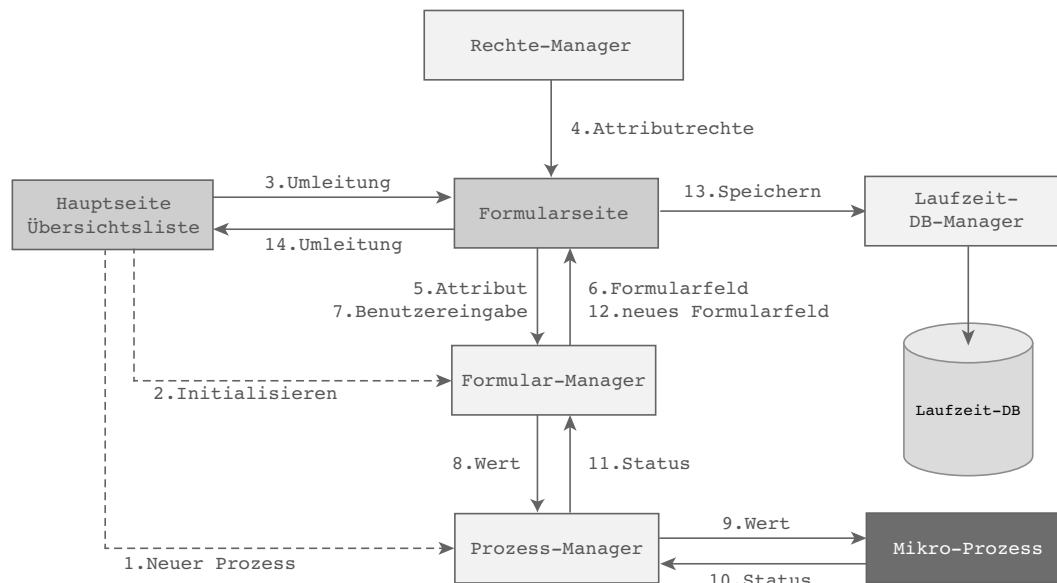 Rechte-Manager
4.Attributrechte
3.Umleitung
13.Speichern
Hauptseite
Übersichtsliste
Formularseite
Laufzeit-
DB-Manager
14.Umleitung
5.Attribut
7.Benutzereingabe
6.Formularfeld
12.neues Formularfeld
Formular-Manager
2.Initialisieren
Laufzeit-DB
8.Wert
11.Status
9.Wert
Prozess-Manager
Mikro-Prozess
1.Neuer Prozess
10.Status